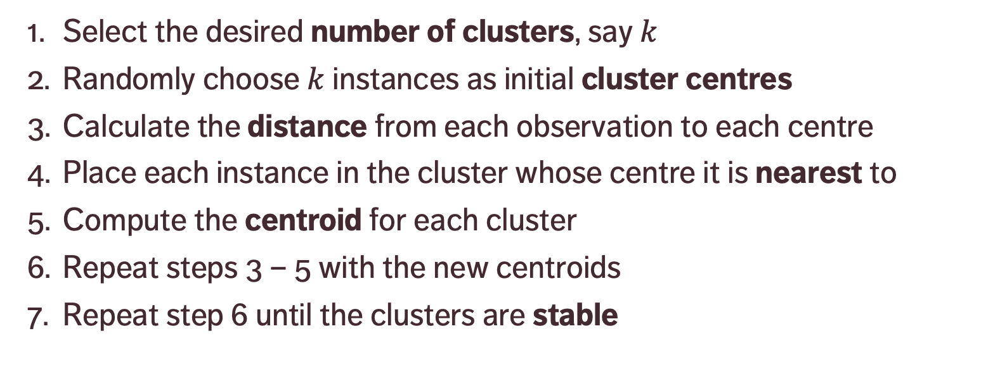 1. Select the desired number of clusters, say k
2. Randomly choose k instances as initial cluster centres
3. Calculate the distance from each observation to each centre
4. Place each instance in the cluster whose centre it is nearest to
5. Compute the centroid for each cluster
6. Repeat steps 3 – 5 with the new centroids
7. Repeat step 6 until the clusters are stable